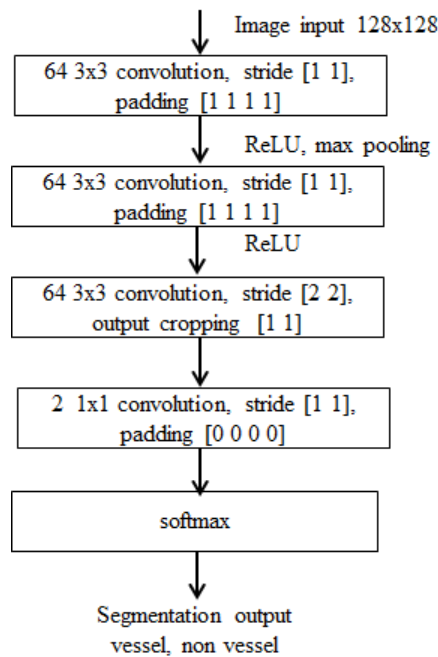 Image input 128x128
64 3x3 convolution, stride [1 1],
padding [1 1 1 1]
ReLU, max pooling
64 3x3 convolution, stride [1 1],
padding [1 1 1 1]
ReLU
64 3x3 convolution, stride [2 2],
output cropping [1 1]
2 1x1 convolution, stride [1 1],
padding [0 0 0 0]
softmax
Segmentation output
vessel, non vessel